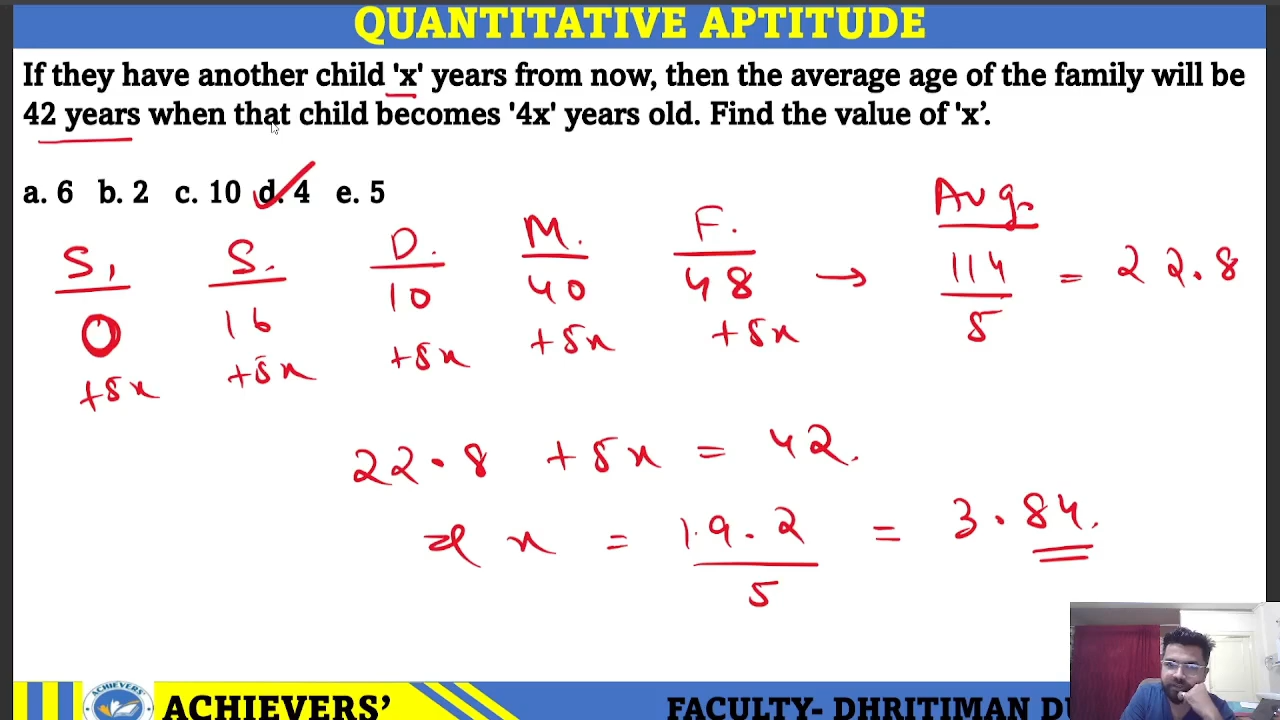 QUANTITATIVE APTITUDE
If they have another child 'x' years from now, then the average age of the family will be
42 years when that child becomes '4x' years old. Find the value of 'x’.
a. 6 b. 2 c. 10 d. 4 e. 5
S₁ S. D. M. F. Avg.
0 16 10 40 48 → 114/5 = 22.8
+5x +5x +5x +5x +5x
22.8 + 5x = 42.
x = 19.2/5 = 3.84.
ACHIEVERS’
ACHIEVERS’ FACULTY- DHRITIMAN